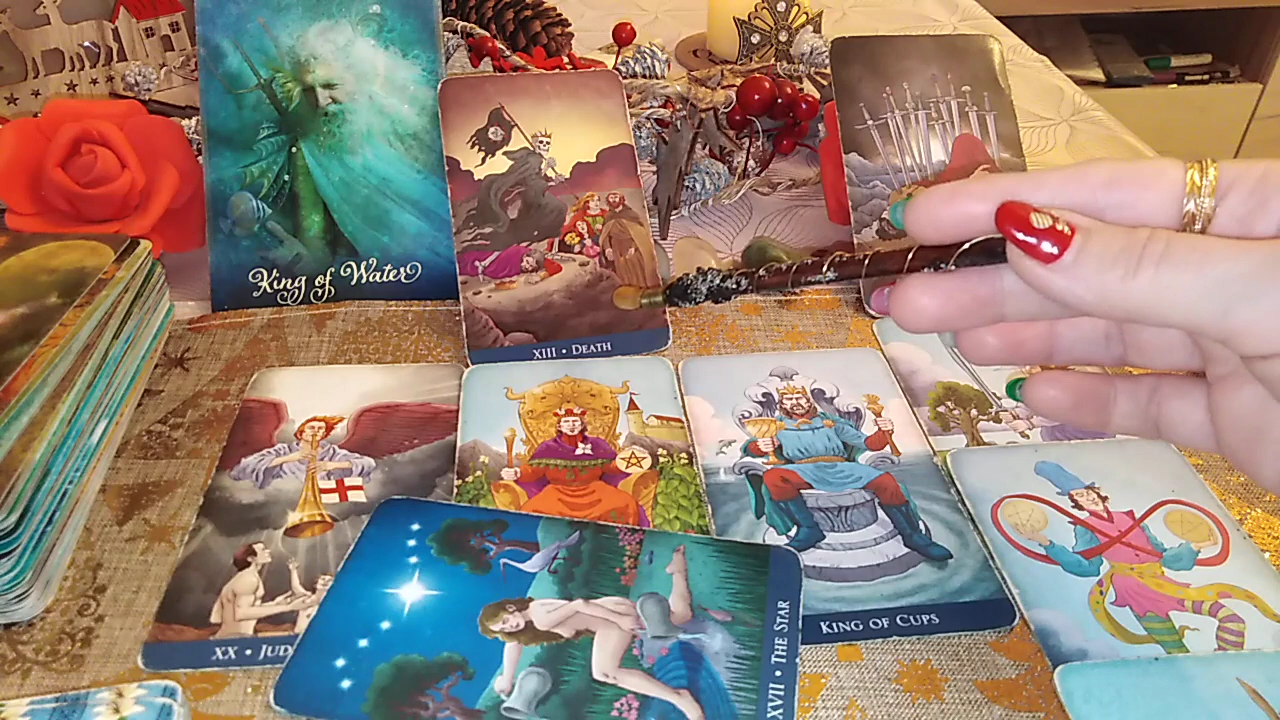 King of Water
XIII • DEATH
XX • JUD
KING OF CUPS
XVII • THE STAR